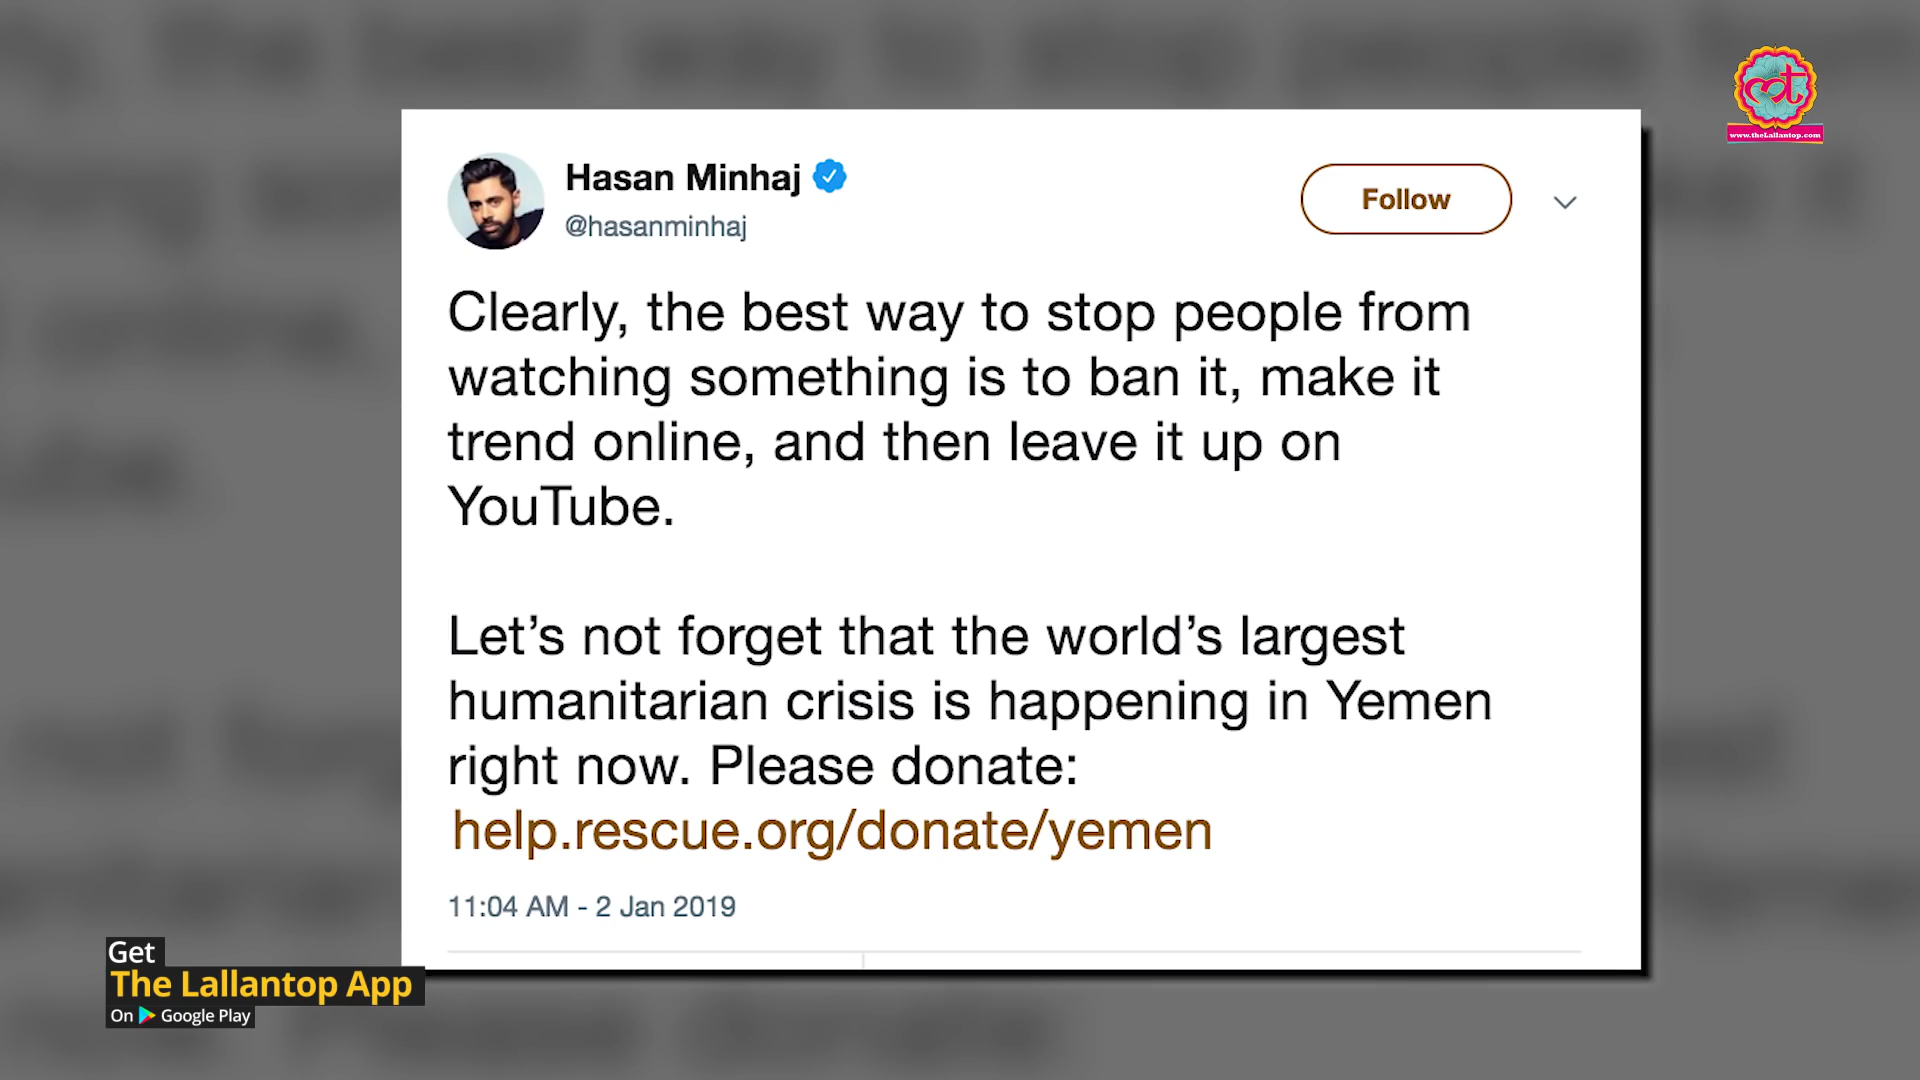 www.theLallantop.com
Hasan Minhaj
@hasanminhaj
Follow
Clearly, the best way to stop people from
watching something is to ban it, make it
trend online, and then leave it up on
YouTube.
Let’s not forget that the world’s largest
humanitarian crisis is happening in Yemen
right now. Please donate:
help.rescue.org/donate/yemen
11:04 AM - 2 Jan 2019
Get
The Lallantop App
On Google Play